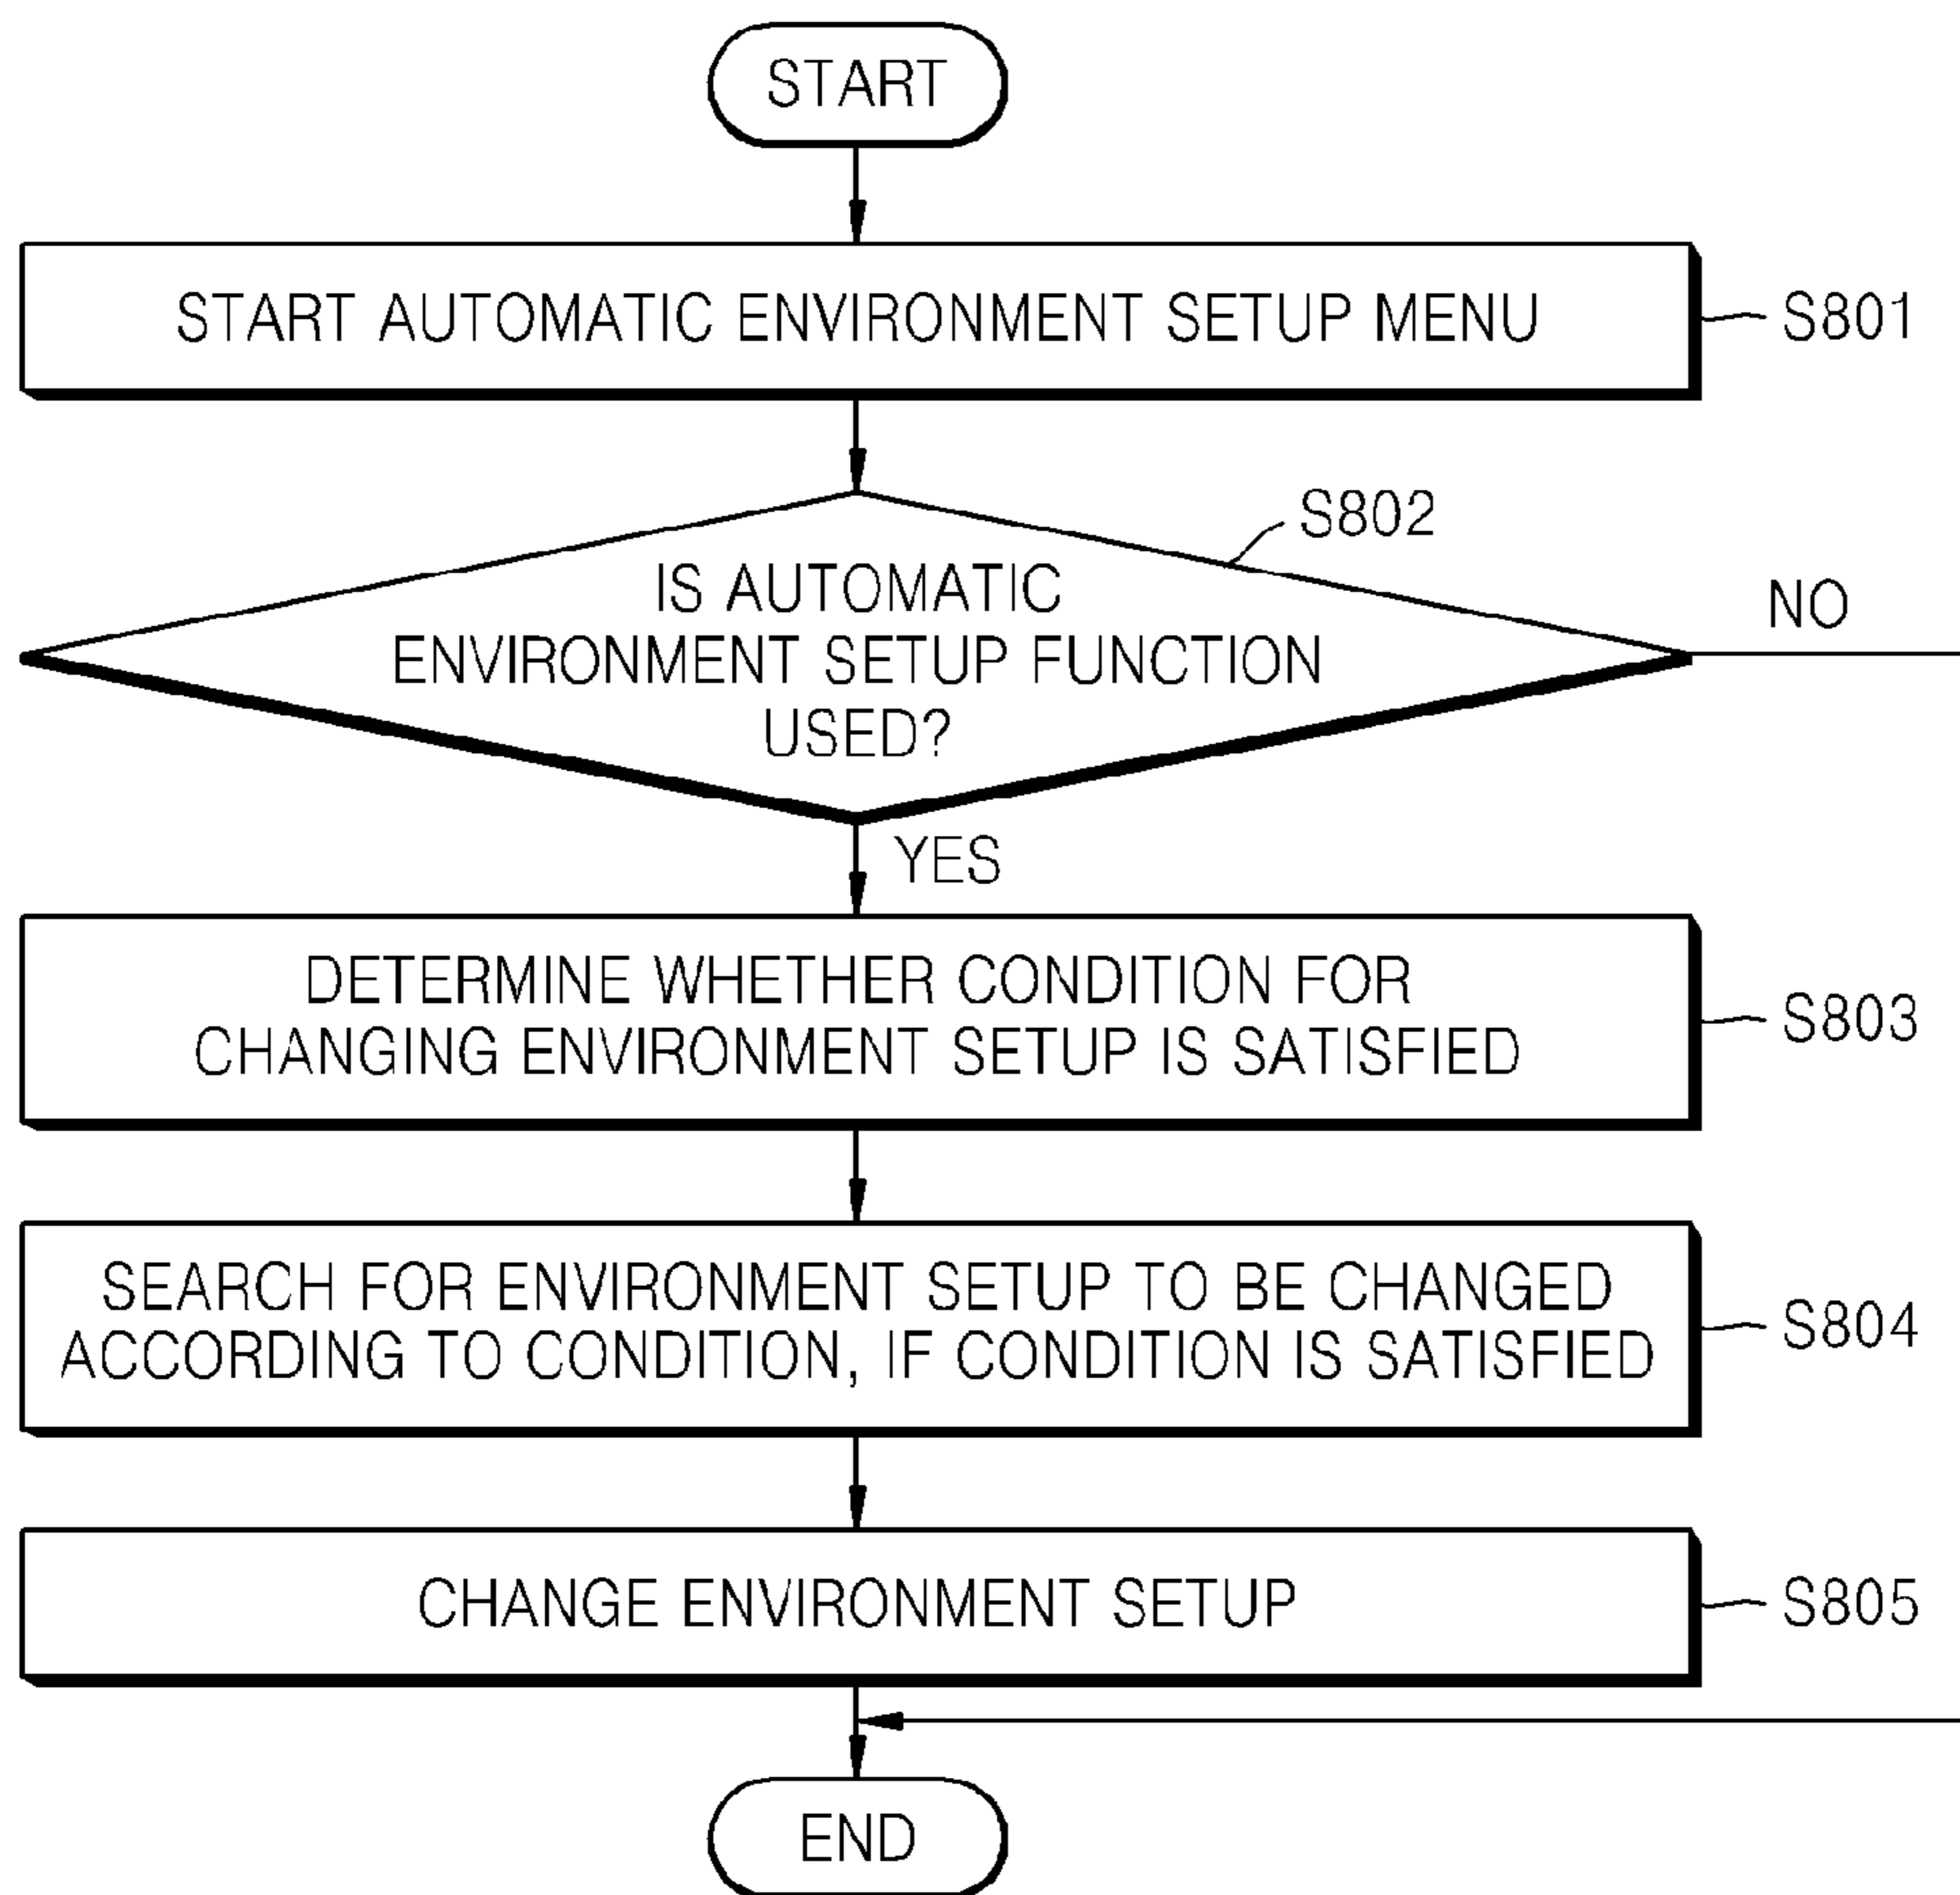 START
START AUTOMATIC ENVIRONMENT SETUP MENU
S801
S802
IS AUTOMATIC
ENVIRONMENT SETUP FUNCTION
USED?
NO
YES
DETERMINE WHETHER CONDITION FOR
CHANGING ENVIRONMENT SETUP IS SATISFIED
S803
SEARCH FOR ENVIRONMENT SETUP TO BE CHANGED
ACCORDING TO CONDITION, IF CONDITION IS SATISFIED
S804
CHANGE ENVIRONMENT SETUP
S805
END